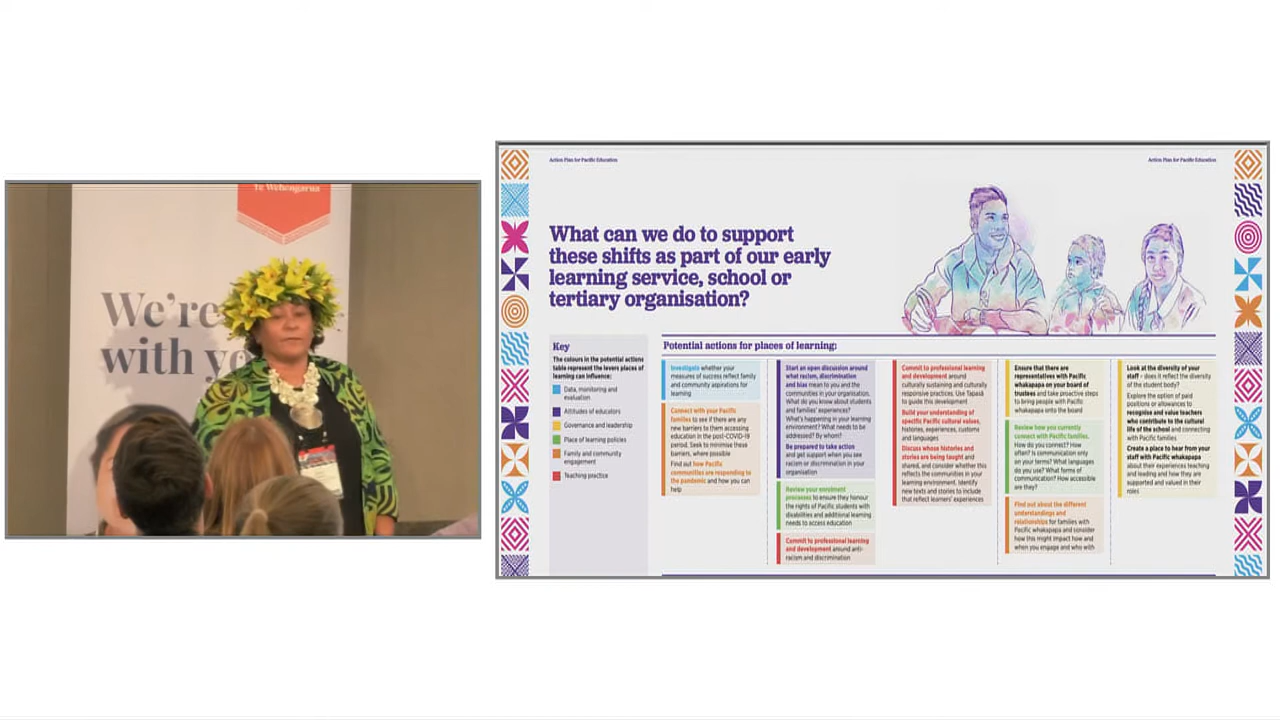 Te Wehengarua
We're
with yo
Action Plan for Pacific Education
Action Plan for Pacific Education
What can we do to support
these shifts as part of our early
learning service, school or
tertiary organisation?
Key
The colours in the potential actions
table represent the levers places of
learning can influence:
Data, monitoring and
evaluation
Attitudes of educators
Governance and leadership
Place of learning policies
Family and community
engagement
Teaching practice
Potential actions for places of learning:
Investigate whether your
measures of success reflect family
and community aspirations for
learning
Connect with your Pacific
families to see if there are any
new barriers to them accessing
education in the post-COVID-19
period. Seek to minimise these
barriers, where possible
Find out how Pacific
communities are responding to
the pandemic and how you can
help
Start an open discussion around
what racism, discrimination
and bias mean to you and the
communities in your organisation.
What do you know about students
and families' experiences?
What's happening in your learning
environment? What needs to be
addressed? By whom?
Be prepared to take action
and get support when you see
racism or discrimination in your
organisation
Review your enrolment
processes to ensure they honour
the rights of Pacific students with
disabilities and additional learning
needs to access education
Commit to professional learning
and development around anti-
racism and discrimination
Commit to professional learning
and development around
culturally sustaining and culturally
responsive practices. Use Tapasā
to guide this development
Build your understanding of
specific Pacific cultural values,
histories, experiences, customs
and languages
Discuss whose histories and
stories are being taught and
shared, and consider whether this
reflects the communities in your
learning environment. Identify
new texts and stories to include
that reflect learners' experiences
Ensure that there are
representatives with Pacific
whakapapa on your board of
trustees and take proactive steps
to bring people with Pacific
whakapapa onto the board
Review how you currently
connect with Pacific families.
How do you connect? How
often? Is communication only
on your terms? What languages
do you use? What forms of
communication? How accessible
are they?
Find out about the different
understandings and
relationships for families with
Pacific whakapapa and consider
how this might impact how and
when you engage and who with
Look at the diversity of your
staff – does it reflect the diversity
of the student body?
Explore the option of paid
positions or allowances to
recognise and value teachers
who contribute to the cultural
life of the school and connecting
with Pacific families
Create a place to hear from your
staff with Pacific whakapapa
about their experiences teaching
and leading and how they are
supported and valued in their
roles